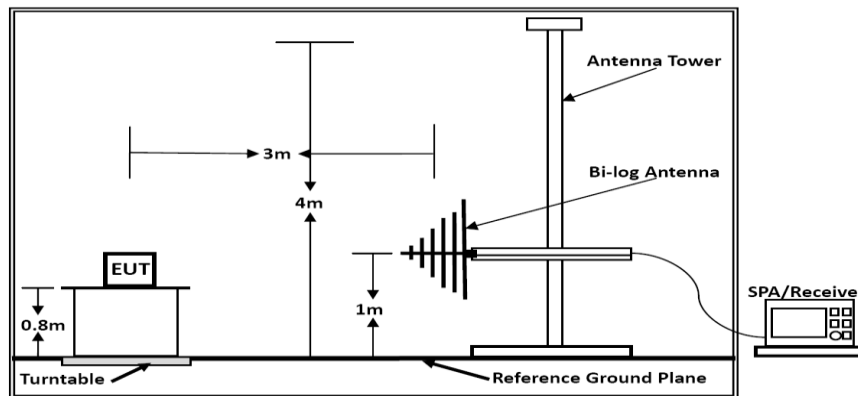 Antenna Tower
3m
Bi-log Antenna
4m
EUT
1m
0.8m
SPA/Receive
Turntable
Reference Ground Plane